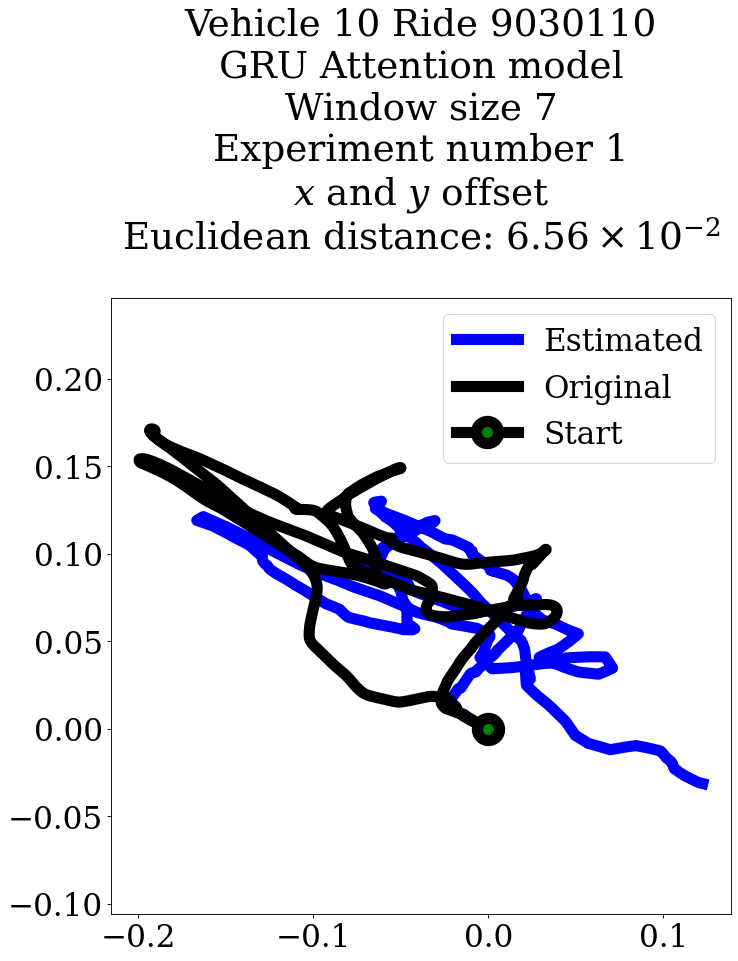 Vehicle 10 Ride 9030110
GRU Attention model
Window size 7
Experiment number 1
x and y offset
Euclidean distance: 6.56 × 10⁻²
Estimated
Original
Start
0.20
0.15
0.10
0.05
0.00
−0.05
−0.10
−0.2 −0.1 0.0 0.1